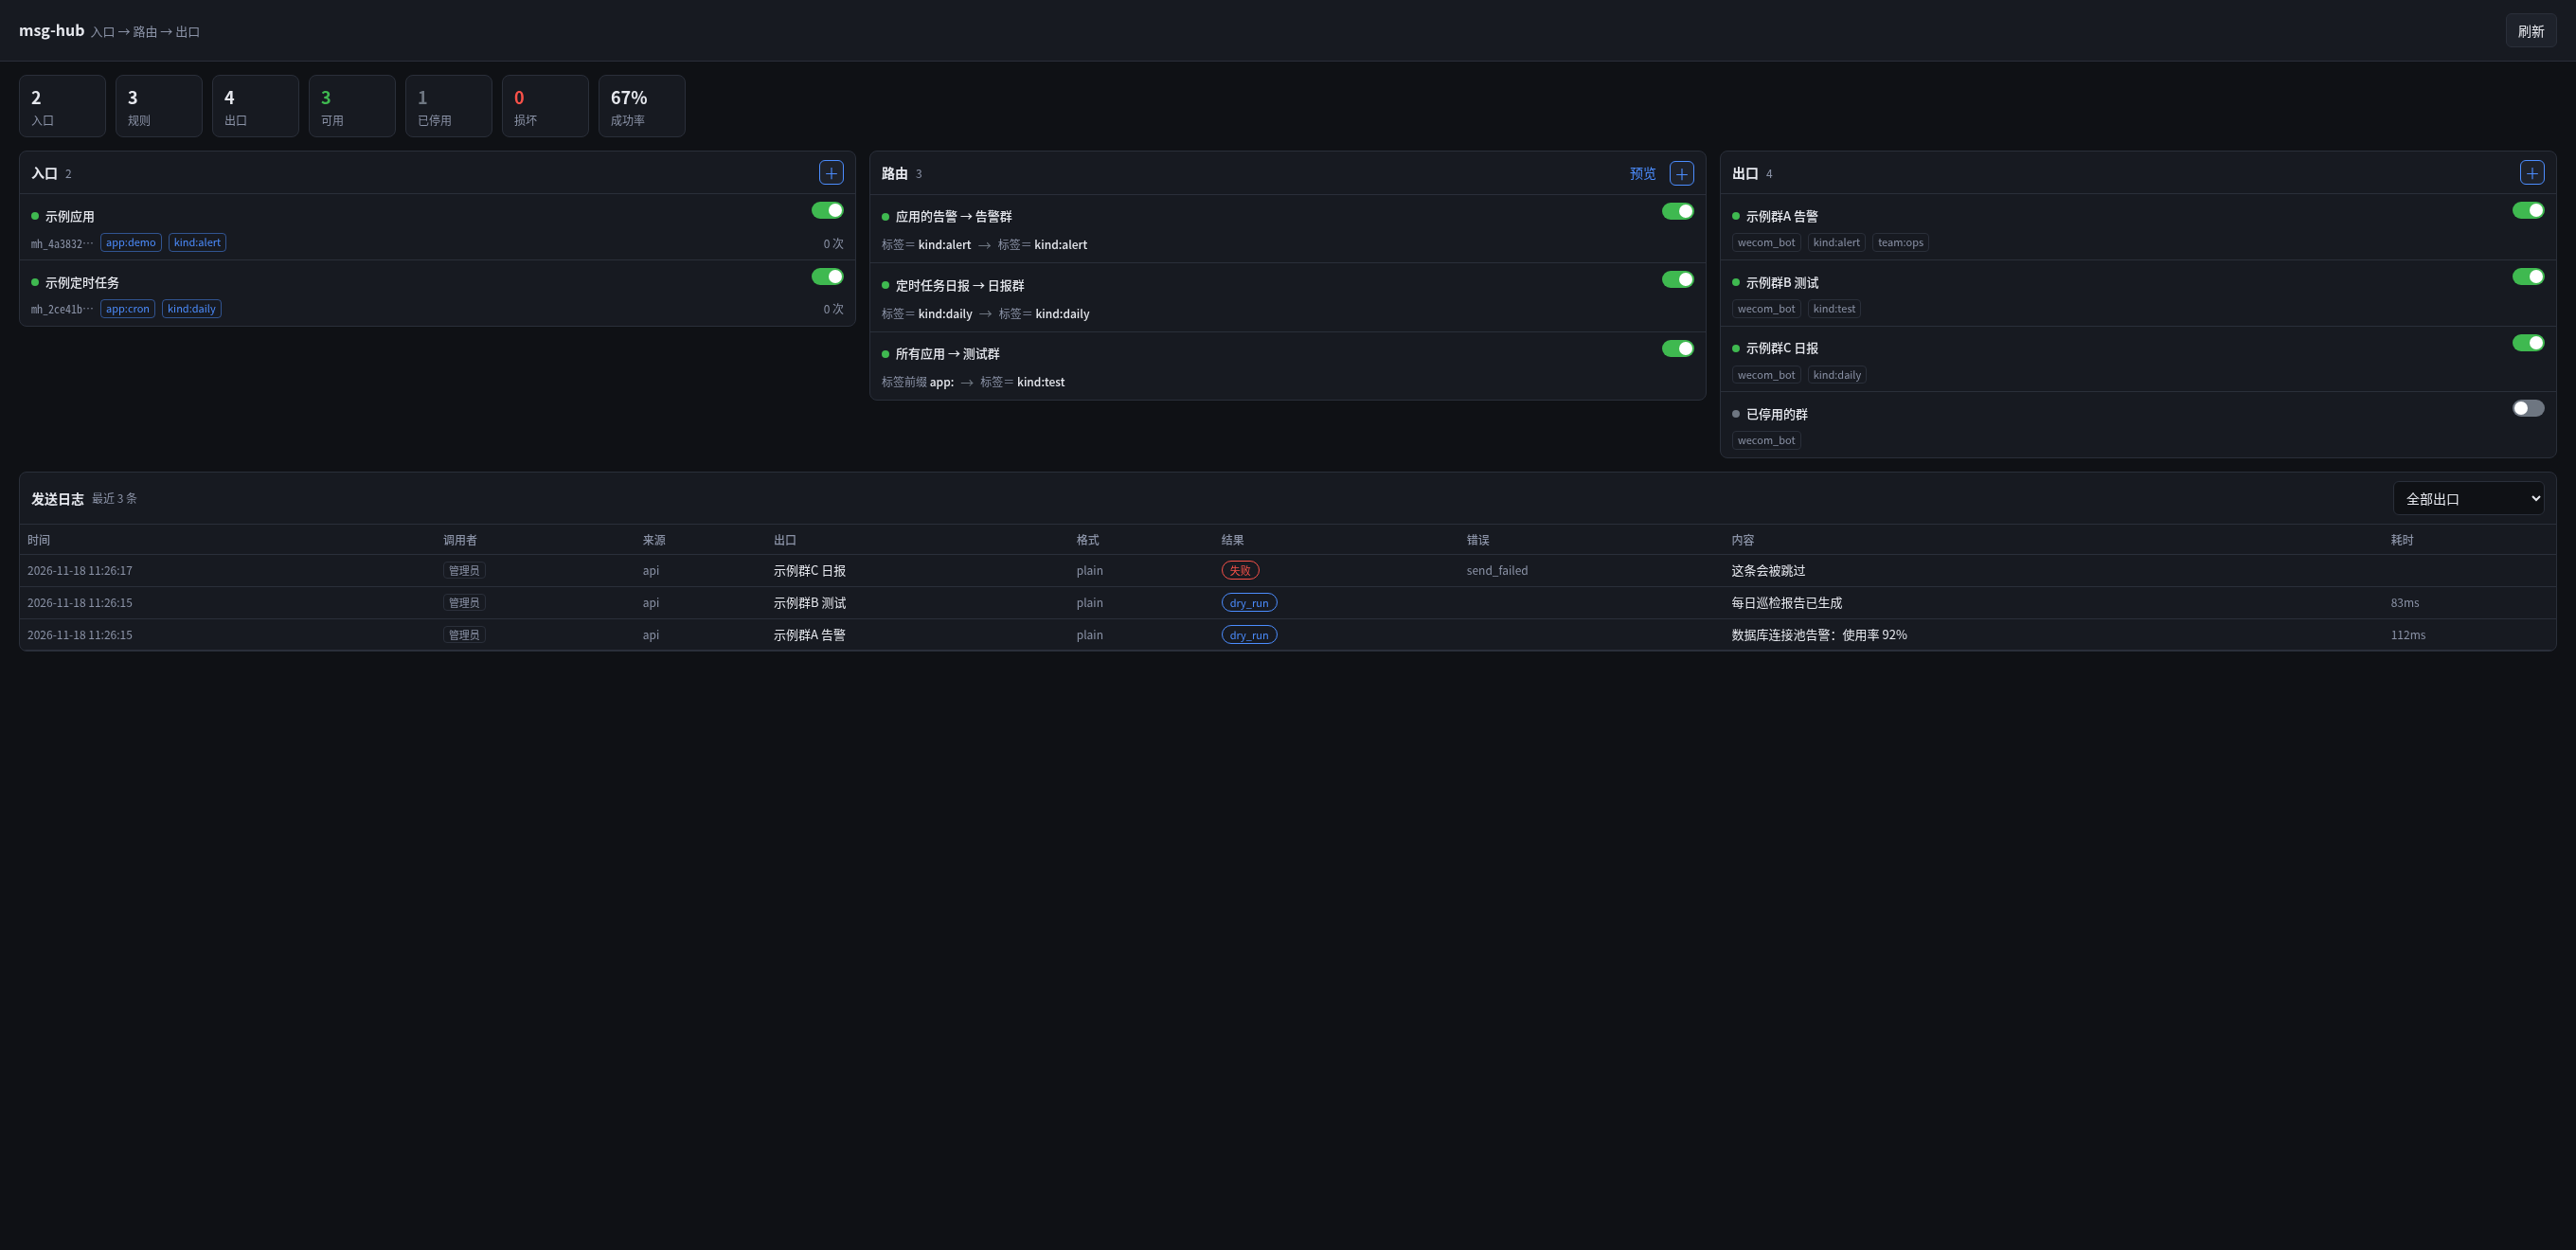 msg-hub 入口 → 路由 → 出口
刷新
2
入口
3
规则
4
出口
3
可用
1
已停用
0
损坏
67%
成功率
入口 2
+
示例应用
mh_4a3832… app:demo kind:alert 0 次
示例定时任务
mh_2ce41b… app:cron kind:daily 0 次
路由 3 预览 +
应用的告警 → 告警群
标签= kind:alert → 标签= kind:alert
定时任务日报 → 日报群
标签= kind:daily → 标签= kind:daily
所有应用 → 测试群
标签前缀 app: → 标签= kind:test
出口 4
+
示例群A 告警
wecom_bot kind:alert team:ops
示例群B 测试
wecom_bot kind:test
示例群C 日报
wecom_bot kind:daily
已停用的群
wecom_bot
发送日志 最近 3 条
全部出口
时间 调用者 来源 出口 格式 结果 错误 内容 耗时
2026-11-18 11:26:17 管理员 api 示例群C 日报 plain 失败 send_failed 这条会被跳过
2026-11-18 11:26:15 管理员 api 示例群B 测试 plain dry_run 每日巡检报告已生成 83ms
2026-11-18 11:26:15 管理员 api 示例群A 告警 plain dry_run 数据库连接池告警：使用率 92% 112ms